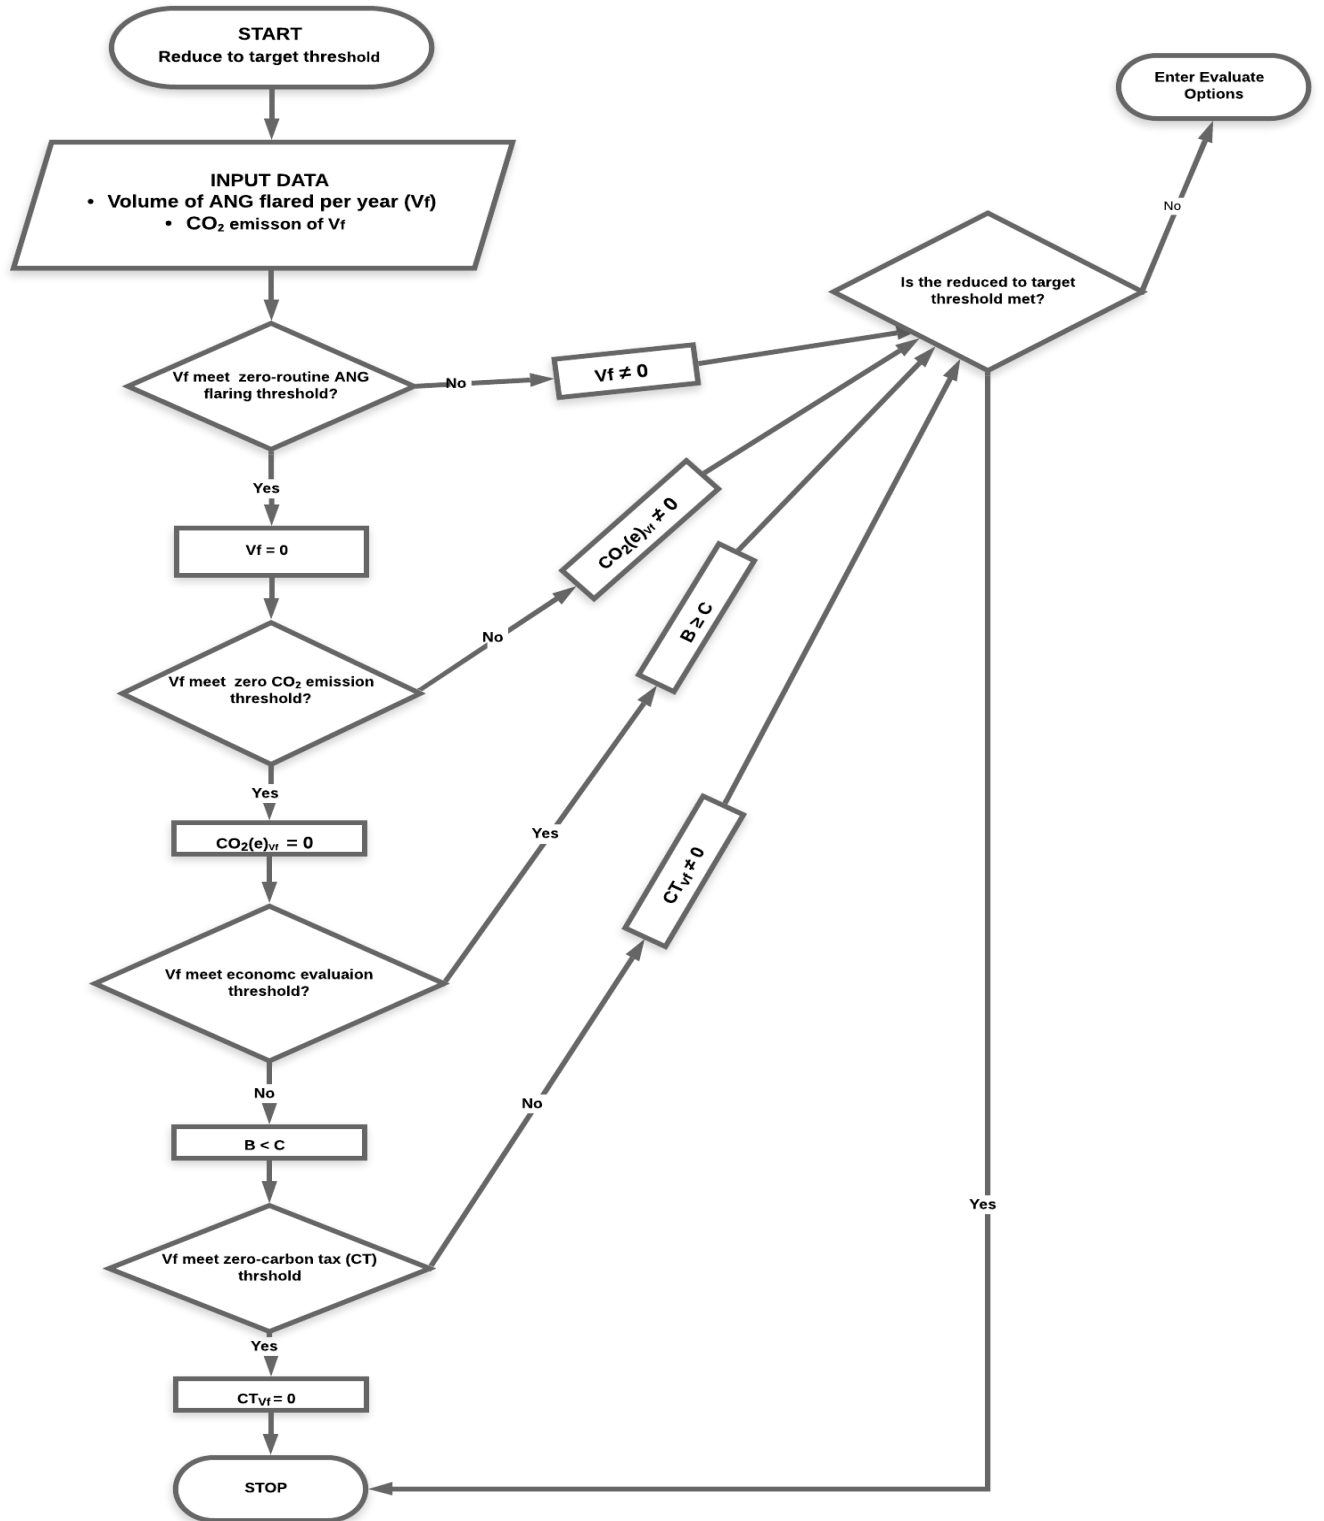 START
Reduce to target threshold
Enter Evaluate
Options
INPUT DATA
• Volume of ANG flared per year (Vf)
• CO₂ emisson of Vf
No
Is the reduced to target
threshold met?
Vf meet zero-routine ANG
flaring threshold?
No
Vf ≠ 0
Yes
Vf = 0
CO₂(e)vf ≠ 0
B ≥ C
No
Vf meet zero CO₂ emission
threshold?
Yes
CO₂(e)vf = 0
Yes
CTvf ≠ 0
Vf meet economc evaluaion
threshold?
No
No
B < C
Yes
Vf meet zero-carbon tax (CT)
thrshold
Yes
CTVf = 0
STOP